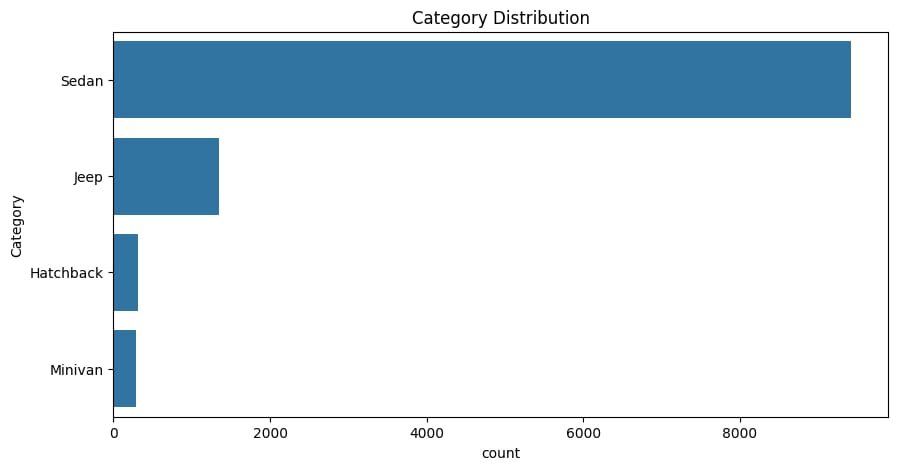 Category Distribution
Sedan
Jeep
Hatchback
Minivan
Category
0 2000 4000 6000 8000
count